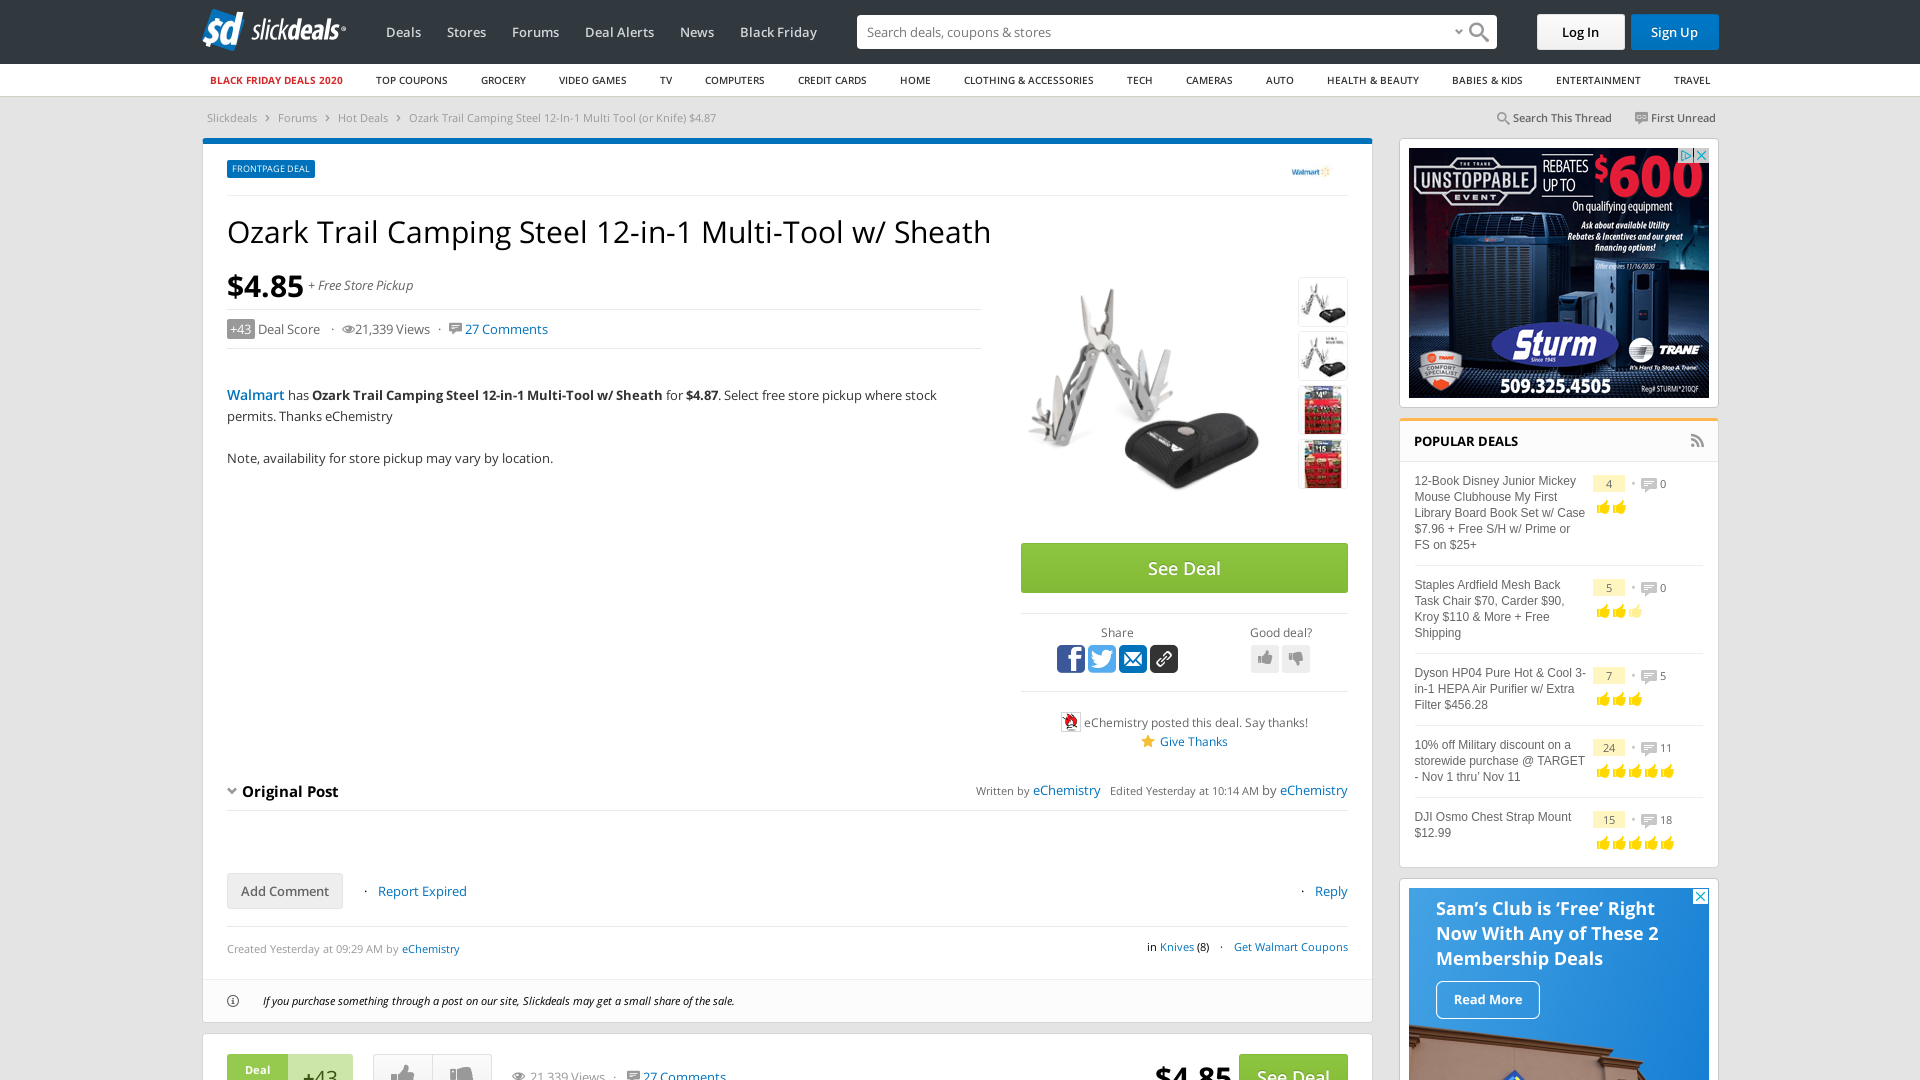 slickdeals
Deals
Stores
Forums
Deal Alerts
News
Black Friday
Search deals, coupons & stores
Log In
Sign Up
BLACK FRIDAY DEALS 2020
TOP COUPONS
GROCERY
VIDEO GAMES
TV
COMPUTERS
CREDIT CARDS
HOME
CLOTHING & ACCESSORIES
TECH
CAMERAS
AUTO
HEALTH & BEAUTY
BABIES & KIDS
ENTERTAINMENT
TRAVEL
Slickdeals › Forums › Hot Deals › Ozark Trail Camping Steel 12-In-1 Multi Tool (or Knife) $4.87
Search This Thread
First Unread
FRONTPAGE DEAL
Walmart
Ozark Trail Camping Steel 12-in-1 Multi-Tool w/ Sheath
$4.85 + Free Store Pickup
+43 Deal Score · 21,339 Views · 27 Comments
Walmart has Ozark Trail Camping Steel 12-in-1 Multi-Tool w/ Sheath for $4.87. Select free store pickup where stock
permits. Thanks eChemistry
Note, availability for store pickup may vary by location.
See Deal
Share
Good deal?
eChemistry posted this deal. Say thanks!
Give Thanks
Original Post
Written by eChemistry Edited Yesterday at 10:14 AM by eChemistry
Add Comment · Report Expired
· Reply
Created Yesterday at 09:29 AM by eChemistry
in Knives (8) · Get Walmart Coupons
If you purchase something through a post on our site, Slickdeals may get a small share of the sale.
Deal
+43
21,339 Views · 27 Comments
$4.85
See Deal
THE TRANE
UNSTOPPABLE
EVENT
REBATES
UP TO
$600
On qualifying equipment
Ask about available Utility
Rebates & Incentives and our great
financing options!
Offer expires 11/16/2020
Sturm
Since 1945
TRANE
COMFORT
SPECIALIST
TRANE
It's Hard To Stop A Trane.
509.325.4505
Reg# STURMI*210QF
POPULAR DEALS
12-Book Disney Junior Mickey
Mouse Clubhouse My First
Library Board Book Set w/ Case
$7.96 + Free S/H w/ Prime or
FS on $25+
4 • 0
Staples Ardfield Mesh Back
Task Chair $70, Carder $90,
Kroy $110 & More + Free
Shipping
5 • 0
Dyson HP04 Pure Hot & Cool 3-
in-1 HEPA Air Purifier w/ Extra
Filter $456.28
7 • 5
10% off Military discount on a
storewide purchase @ TARGET
- Nov 1 thru’ Nov 11
24 • 11
DJI Osmo Chest Strap Mount
$12.99
15 • 18
Sam’s Club is ‘Free’ Right
Now With Any of These 2
Membership Deals
Read More